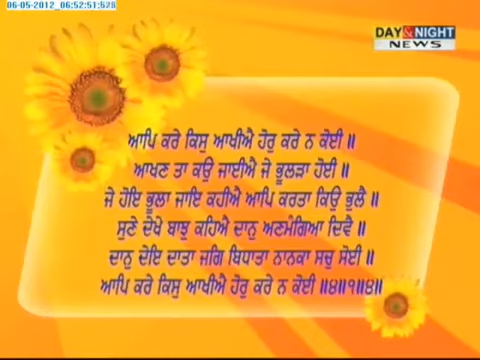 06-05-2012_06:52:51:528
DAY&NIGHT
NEWS
ਆਪਿ ਕਰੇ ਕਿਸੁ ਆਖੀਐ ਹੋਰੁ ਕਰੇ ਨ ਕੋਈ ॥
ਆਖਣ ਤਾ ਕਉ ਜਾਈਐ ਜੇ ਭੂਲੜਾ ਹੋਈ ॥
ਜੇ ਹੋਇ ਭੂਲਾ ਜਾਇ ਕਹੀਐ ਆਪਿ ਕਰਤਾ ਕਿਉ ਭੁਲੈ ॥
ਸੁਣੇ ਦੇਖੇ ਬਾਝੁ ਕਹਿਐ ਦਾਨੁ ਅਣਮੰਗਿਆ ਦਿਵੈ ॥
ਦਾਨੁ ਦੇਇ ਦਾਤਾ ਜਗਿ ਬਿਧਾਤਾ ਨਾਨਕਾ ਸਚੁ ਸੋਈ ॥
ਆਪਿ ਕਰੇ ਕਿਸੁ ਆਖੀਐ ਹੋਰੁ ਕਰੇ ਨ ਕੋਈ ॥੪॥੧॥੪॥